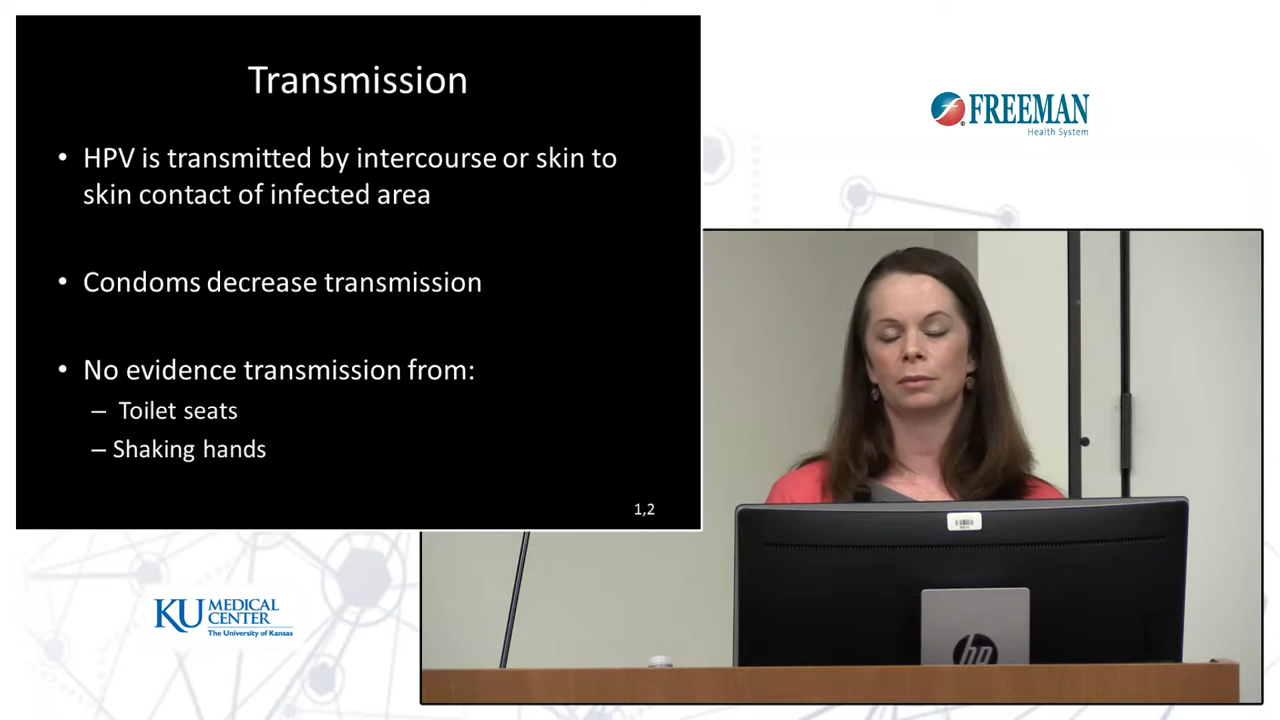 Transmission
• HPV is transmitted by intercourse or skin to
skin contact of infected area
• Condoms decrease transmission
• No evidence transmission from:
– Toilet seats
– Shaking hands
1,2
FREEMAN
Health System
KU MEDICAL
CENTER
The University of Kansas
hp